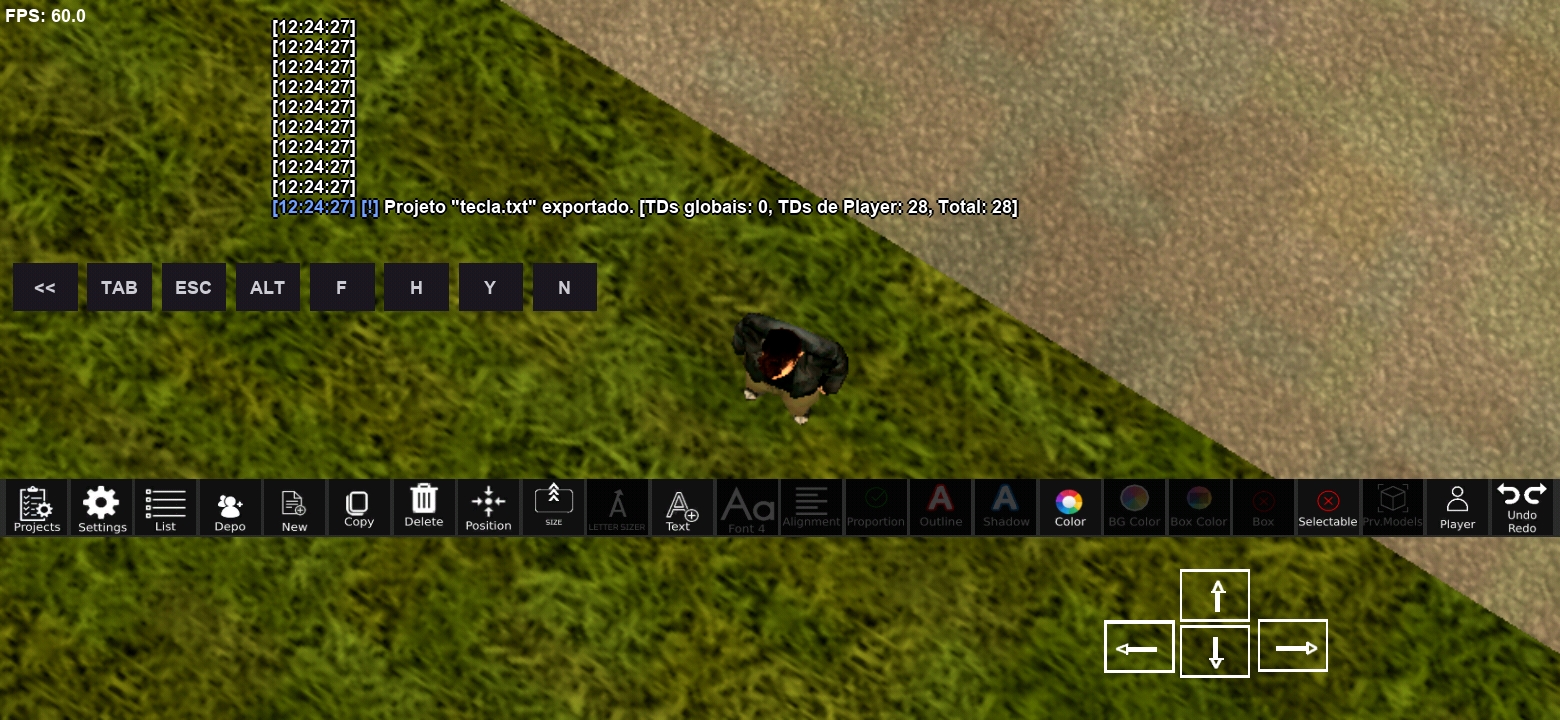 FPS: 60.0
[12:24:27]
[12:24:27]
[12:24:27]
[12:24:27]
[12:24:27]
[12:24:27]
[12:24:27]
[12:24:27]
[12:24:27]
[12:24:27] [!] Projeto "tecla.txt" exportado. [TDs globais: 0, TDs de Player: 28, Total: 28]
<< TAB ESC ALT F H Y N
Projects Settings List Depo New Copy Delete Position SIZE LETTER SIZER Text Font 4 Alignment Proportion Outline Shadow Color BG Color Box Color Box Selectable Prv.Models Player Undo
Redo